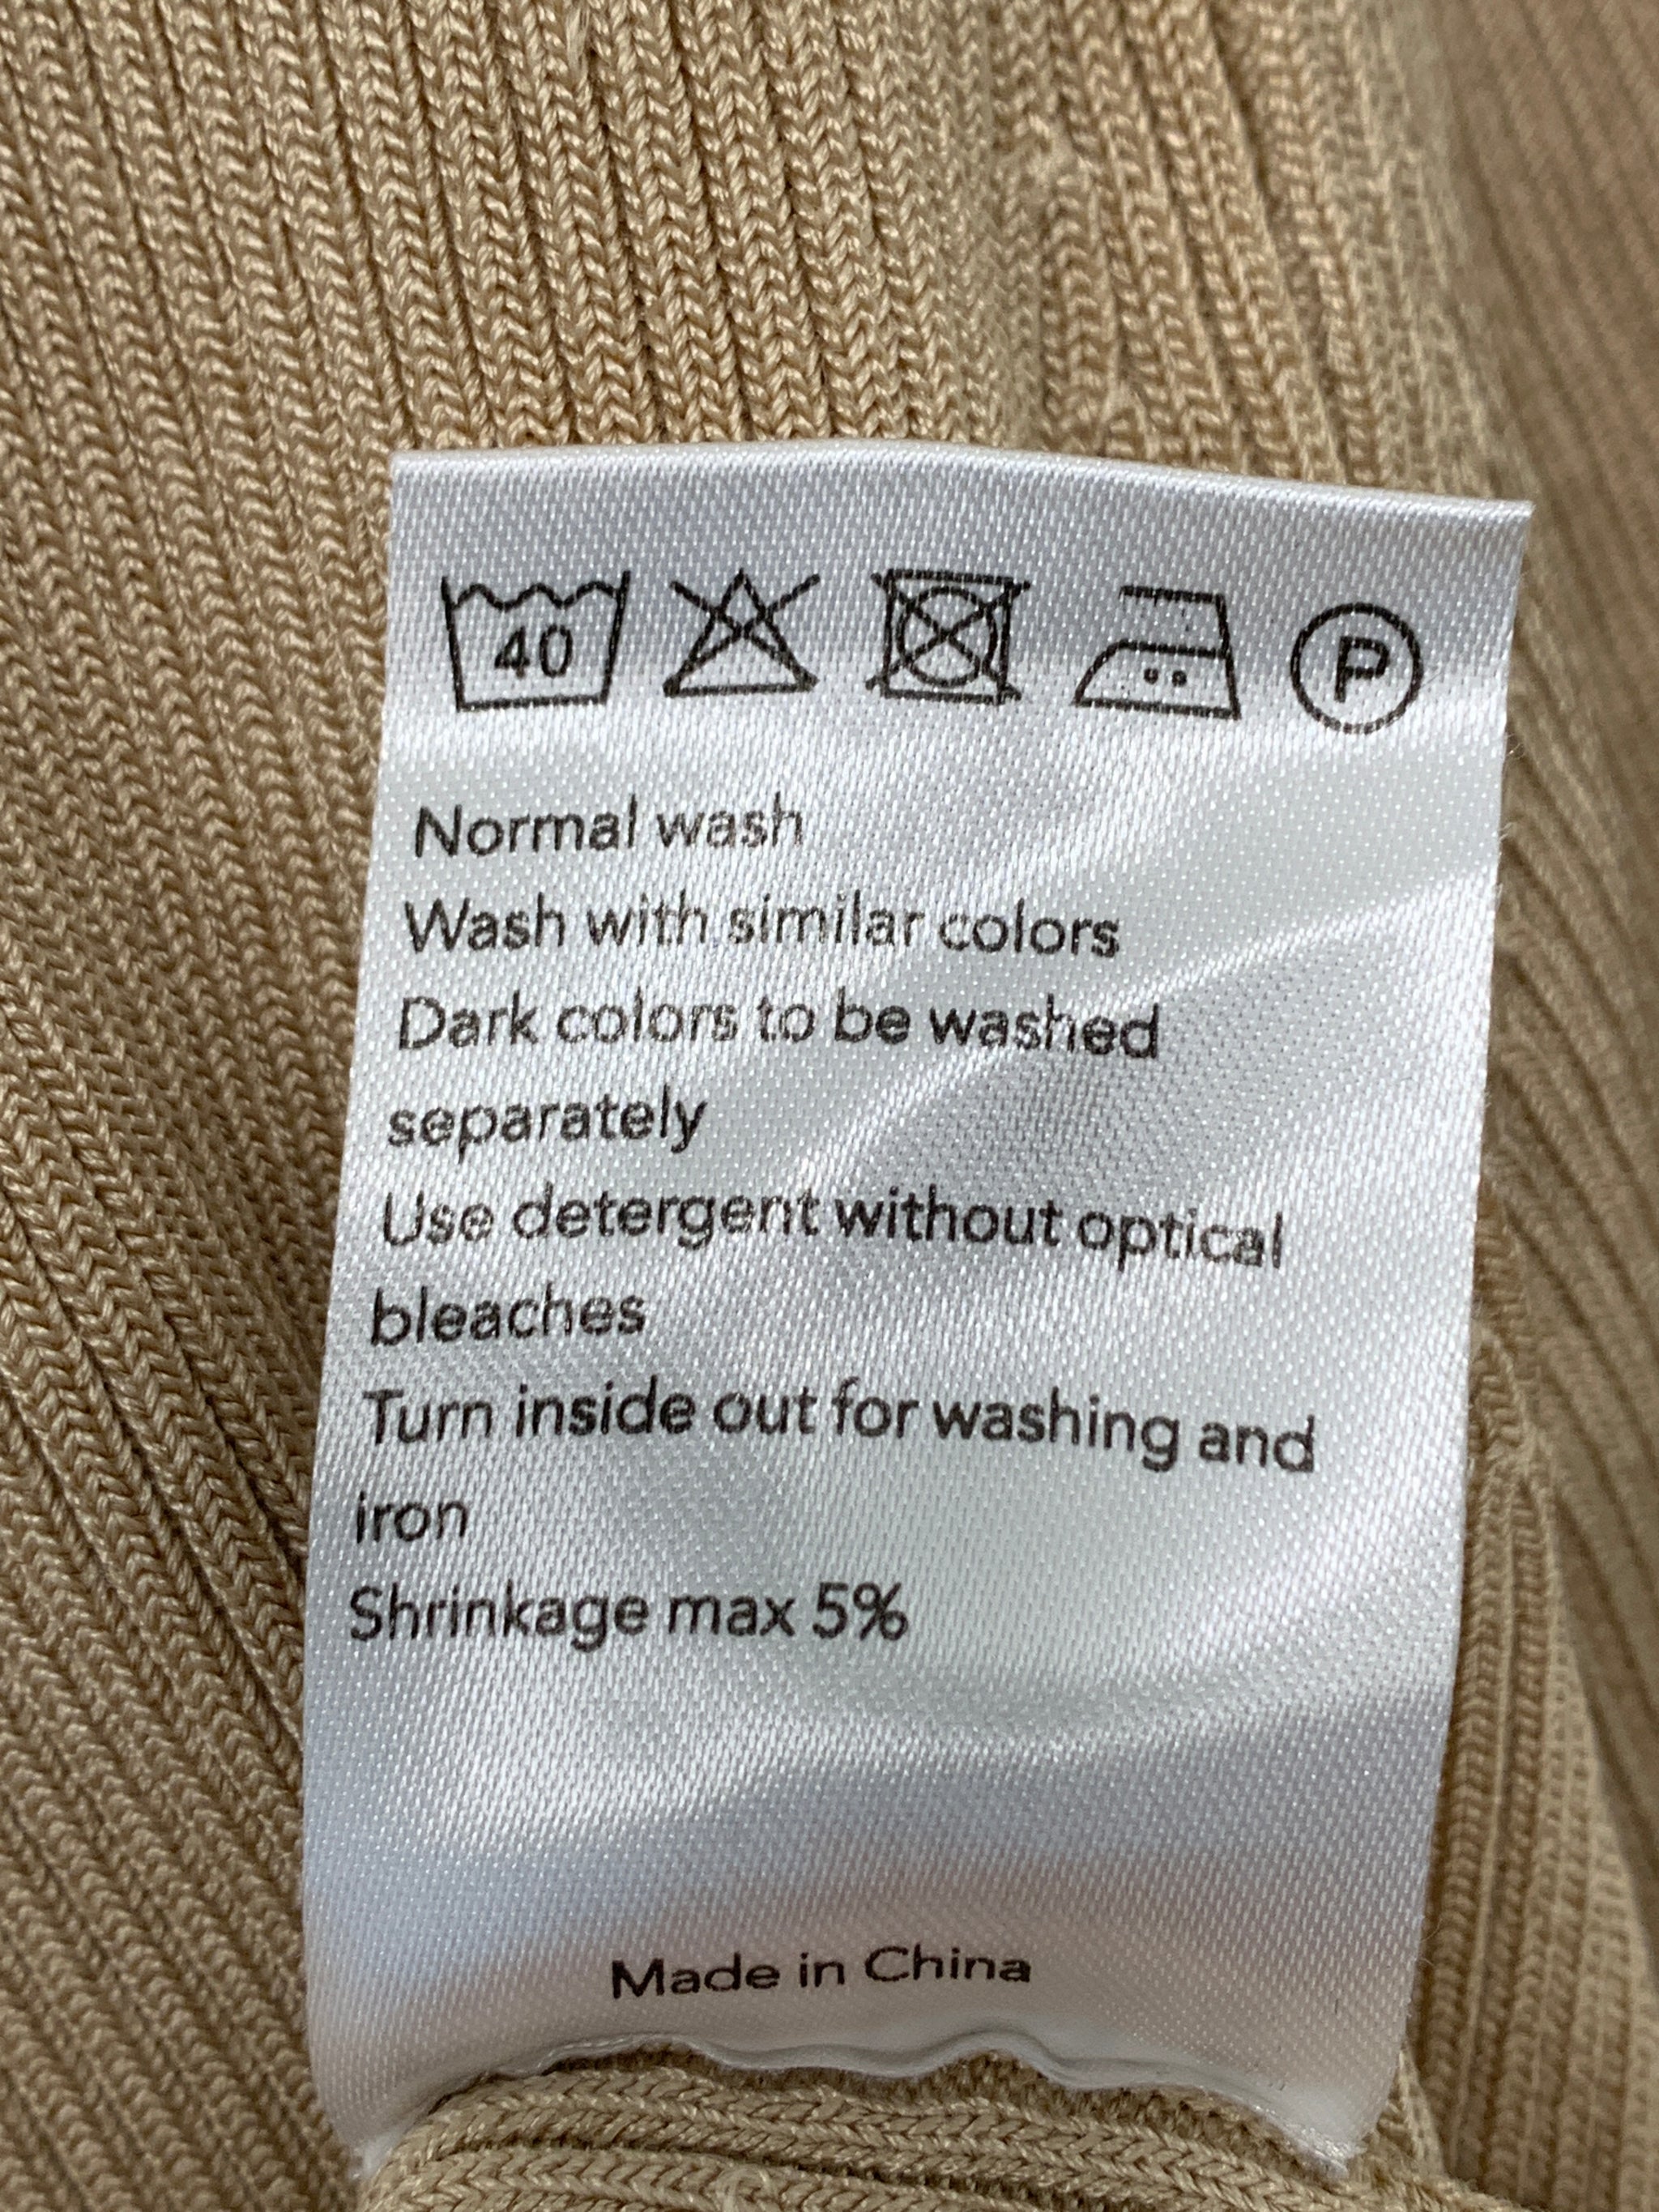 40 P
Normal wash
Wash with similar colors
Dark colors to be washed
separately
Use detergent without optical
bleaches
Turn inside out for washing and
iron
Shrinkage max 5%
Made in China